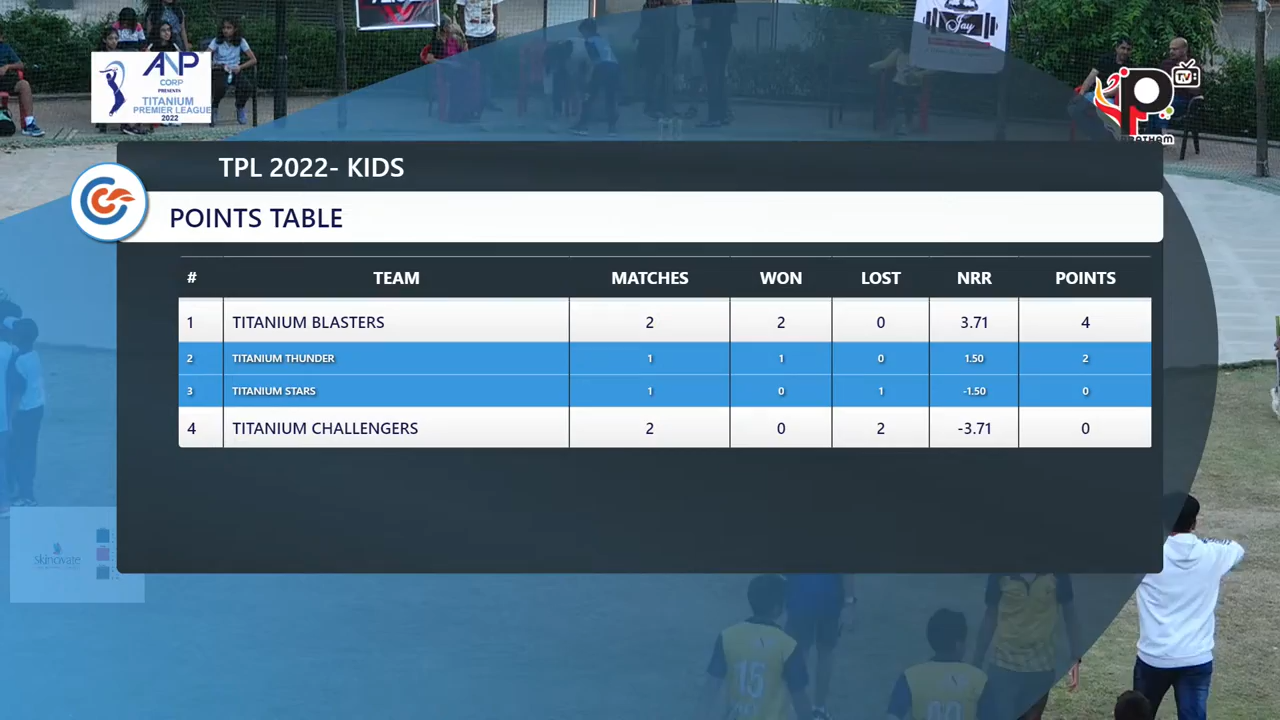 Jay
ANP
CORP
PRESENTS
TITANIUM
PREMIER LEAGUE
2022
TV
TPL 2022- KIDS
POINTS TABLE
# TEAM MATCHES WON LOST NRR POINTS
1 TITANIUM BLASTERS 2 2 0 3.71 4
2 TITANIUM THUNDER 1 1 0 1.50 2
3 TITANIUM STARS 1 0 1 -1.50 0
4 TITANIUM CHALLENGERS 2 0 2 -3.71 0
Skinovate
15